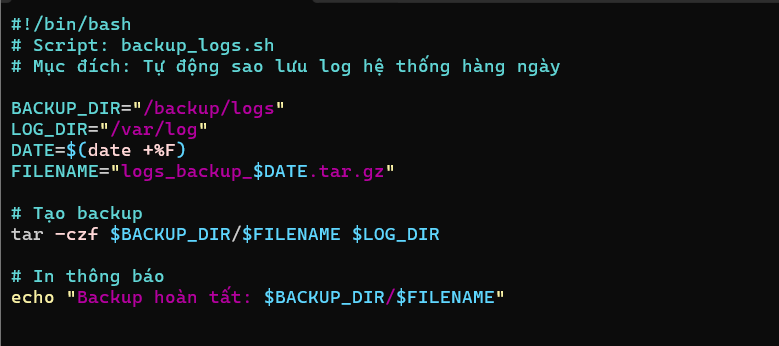 #!/bin/bash
# Script: backup_logs.sh
# Mục đích: Tự động sao lưu log hệ thống hàng ngày
BACKUP_DIR="/backup/logs"
LOG_DIR="/var/log"
DATE=$(date +%F)
FILENAME="logs_backup_$DATE.tar.gz"
# Tạo backup
tar -czf $BACKUP_DIR/$FILENAME $LOG_DIR
# In thông báo
echo "Backup hoàn tất: $BACKUP_DIR/$FILENAME"